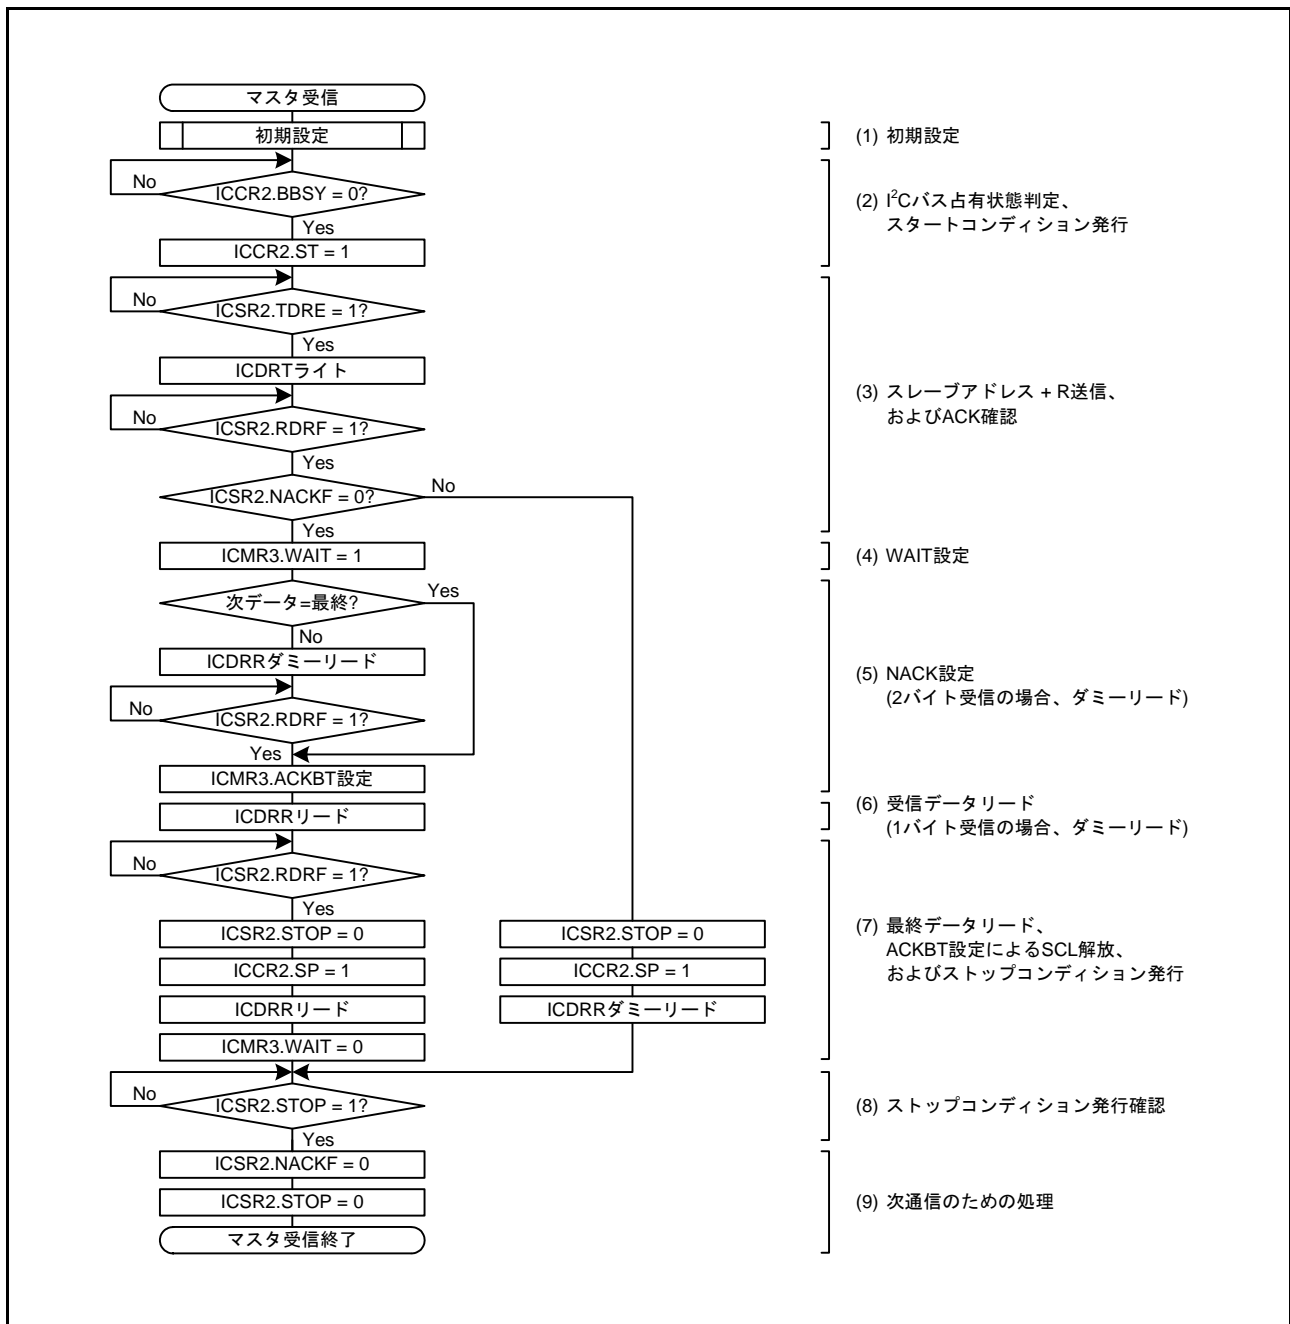 マスタ受信
初期設定
(1) 初期設定
No
ICCR2.BBSY = 0?
Yes
ICCR2.ST = 1
(2) I²Cバス占有状態判定、
スタートコンディション発行
No
ICSR2.TDRE = 1?
Yes
ICDRTライト
No
ICSR2.RDRF = 1?
Yes
ICSR2.NACKF = 0?
No
Yes
(3) スレーブアドレス + R送信、
およびACK確認
ICMR3.WAIT = 1
(4) WAIT設定
次データ=最終?
Yes
No
ICDRRダミーリード
No
ICSR2.RDRF = 1?
Yes
ICMR3.ACKBT設定
(5) NACK設定
(2バイト受信の場合、ダミーリード)
ICDRRリード
(6) 受信データリード
(1バイト受信の場合、ダミーリード)
No
ICSR2.RDRF = 1?
Yes
ICSR2.STOP = 0
ICCR2.SP = 1
ICDRRリード
ICMR3.WAIT = 0
ICSR2.STOP = 0
ICCR2.SP = 1
ICDRRダミーリード
(7) 最終データリード、
ACKBT設定によるSCL解放、
およびストップコンディション発行
No
ICSR2.STOP = 1?
Yes
(8) ストップコンディション発行確認
ICSR2.NACKF = 0
ICSR2.STOP = 0
マスタ受信終了
(9) 次通信のための処理